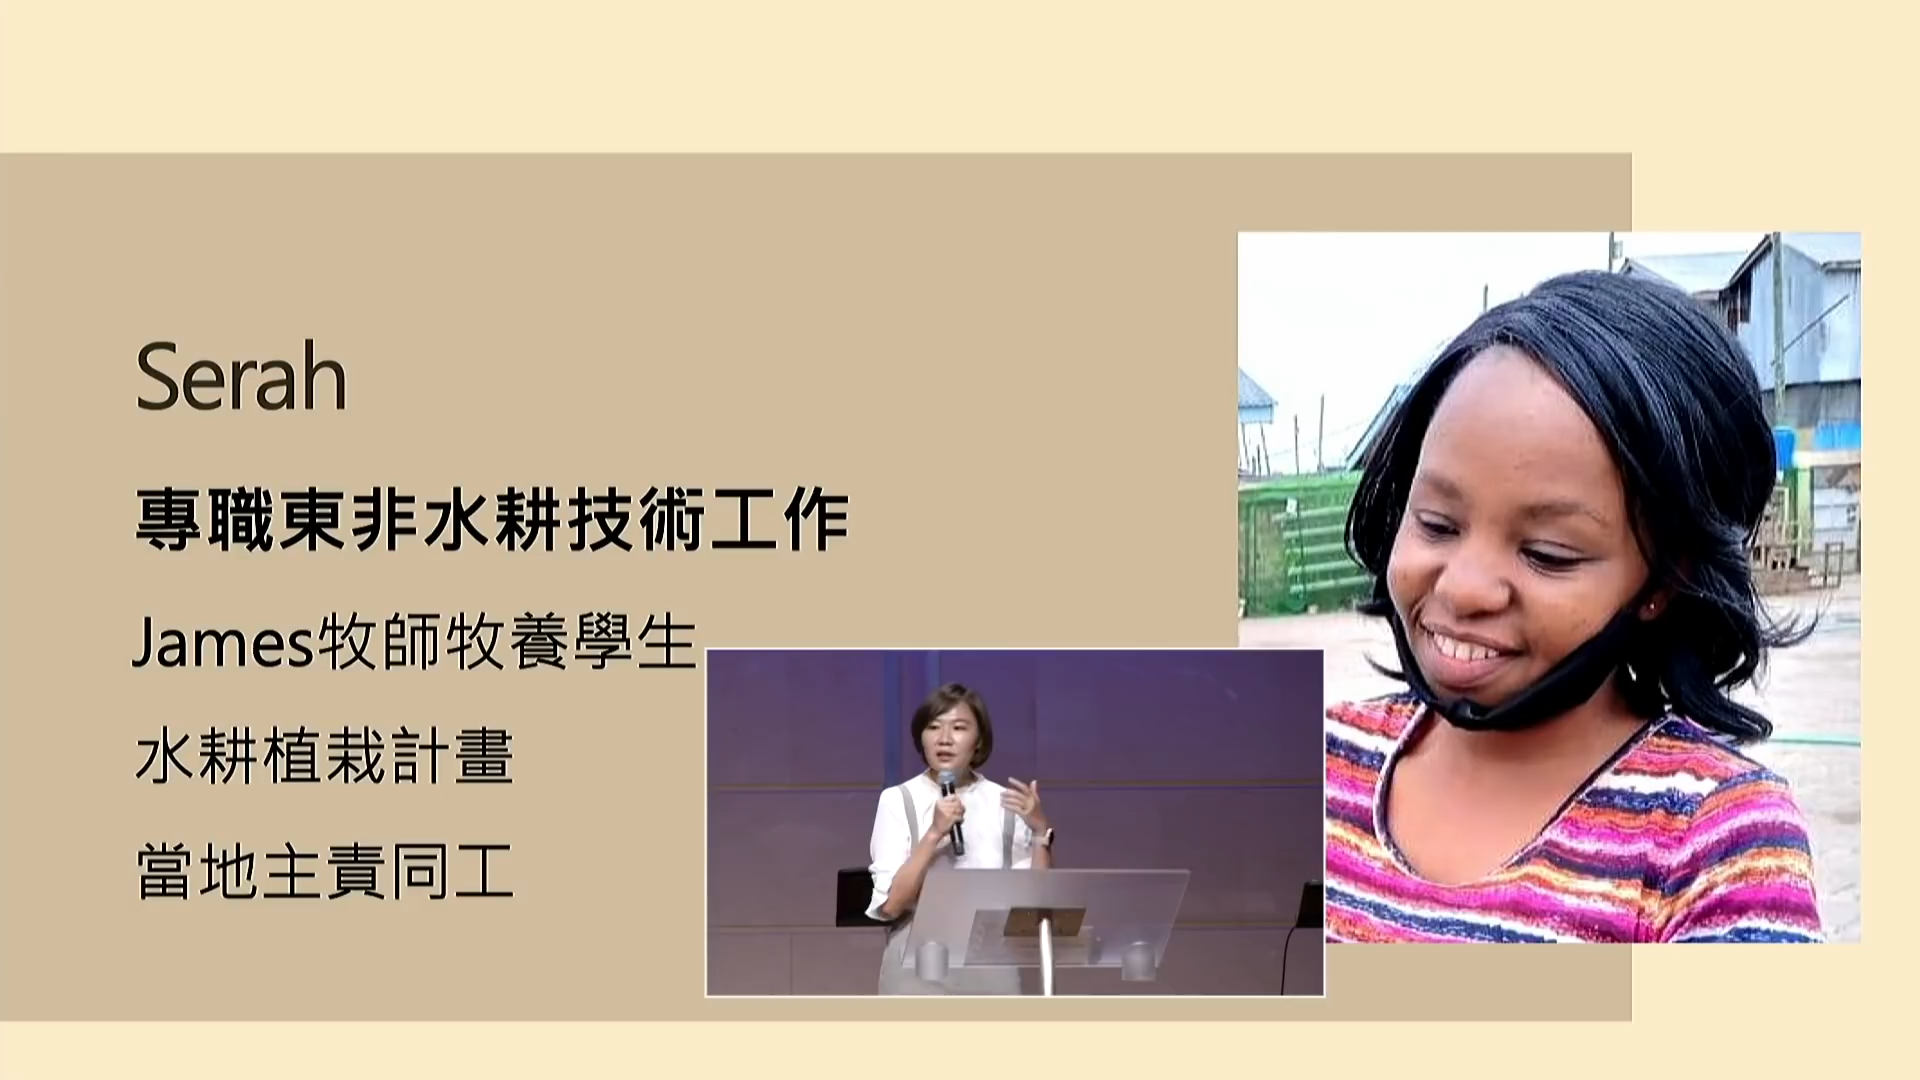 Serah
專職東非水耕技術工作
James牧師牧養學生
水耕植栽計畫
當地主責同工